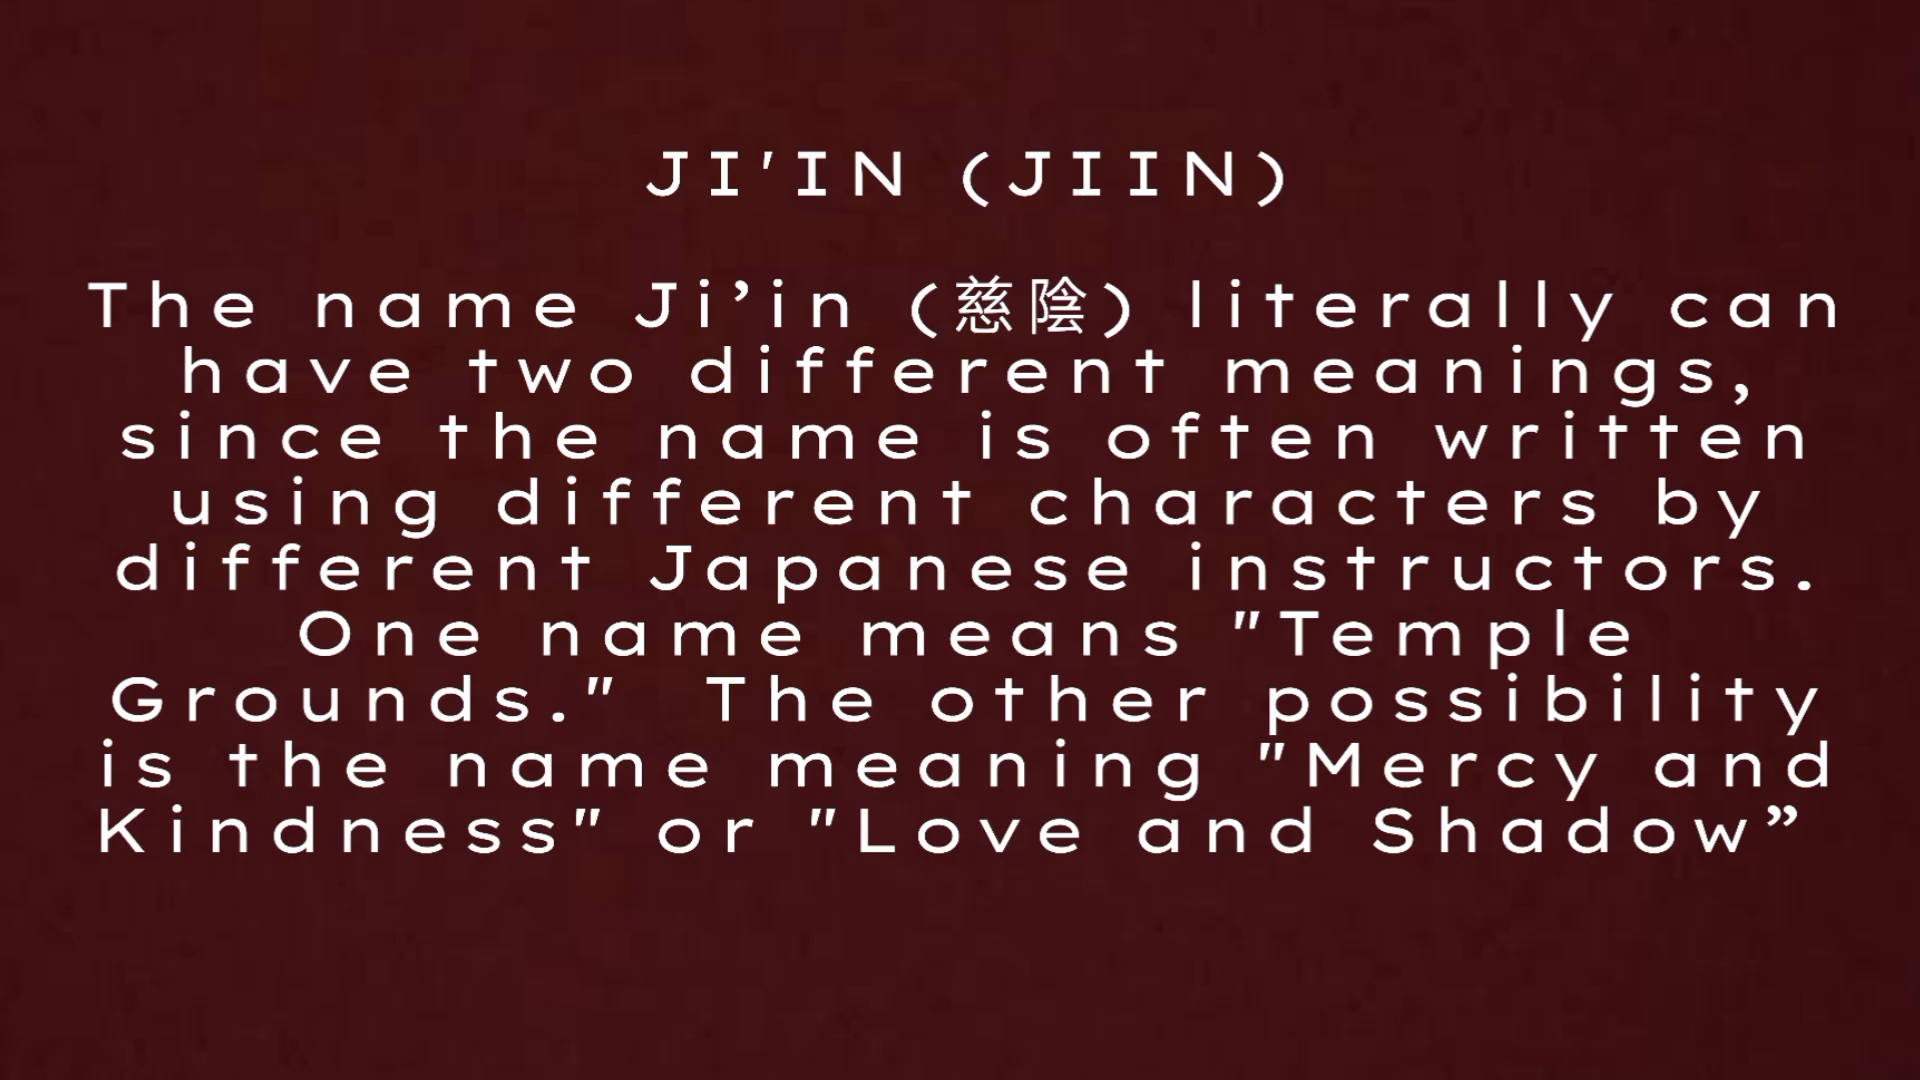 JI'IN (JIIN)
The name Ji’in (慈陰) literally can
have two different meanings,
since the name is often written
using different characters by
different Japanese instructors.
One name means "Temple
Grounds." The other possibility
is the name meaning "Mercy and
Kindness" or "Love and Shadow”